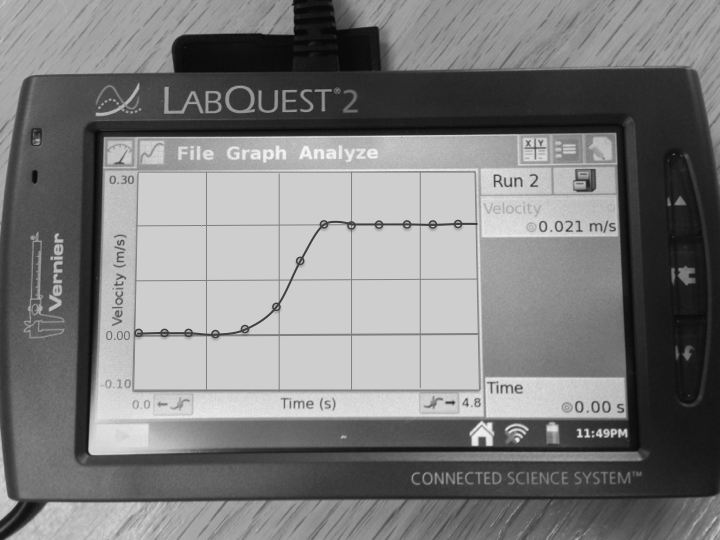 LABQUEST®2
File Graph Analyze
X Y
0.30
Velocity (m/s)
0.00
-0.10
0.0
Time (s)
4.8
Run 2
Velocity
0.021 m/s
Time
0.00 s
11:49PM
Vernier
CONNECTED SCIENCE SYSTEM™